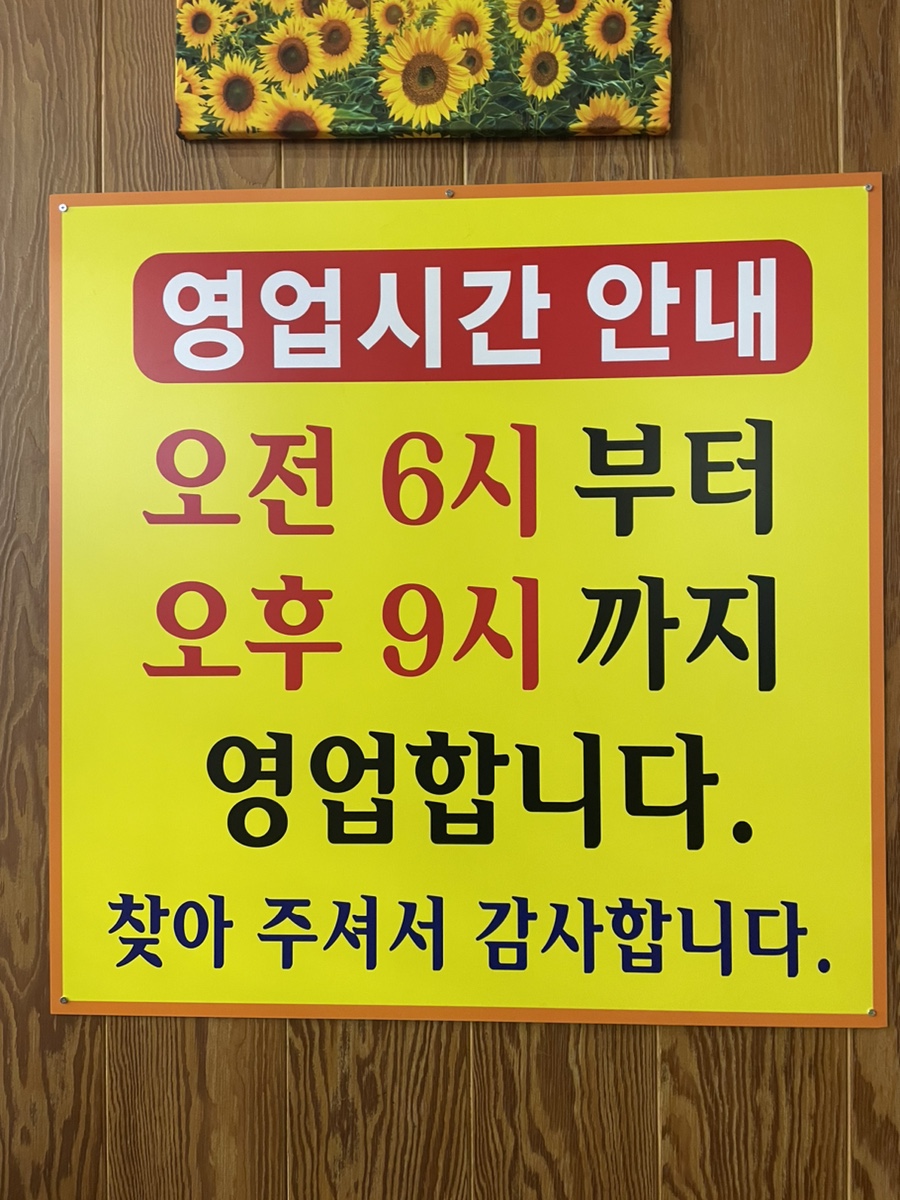 영업시간 안내
오전 6시 부터
오후 9시 까지
영업합니다.
찾아 주셔서 감사합니다.